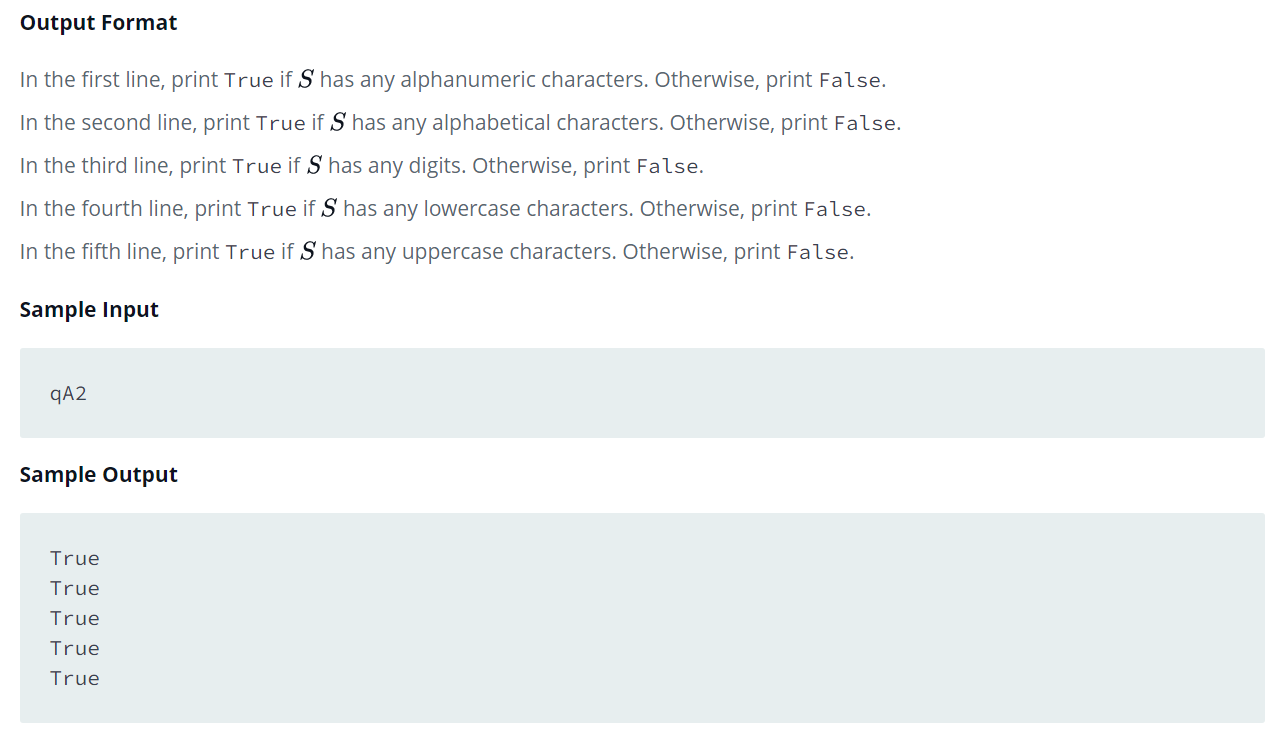 Output Format
In the first line, print True if S has any alphanumeric characters. Otherwise, print False.
In the second line, print True if S has any alphabetical characters. Otherwise, print False.
In the third line, print True if S has any digits. Otherwise, print False.
In the fourth line, print True if S has any lowercase characters. Otherwise, print False.
In the fifth line, print True if S has any uppercase characters. Otherwise, print False.
Sample Input
qA2
Sample Output
True
True
True
True
True